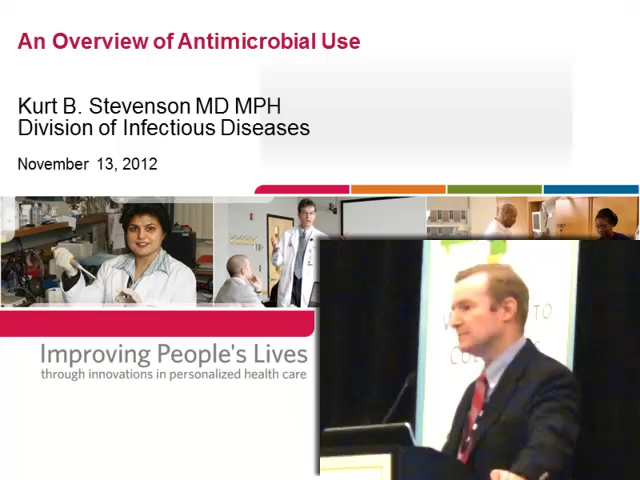 An Overview of Antimicrobial Use
Kurt B. Stevenson MD MPH
Division of Infectious Diseases
November 13, 2012
Improving People's Lives
through innovations in personalized health care
TO